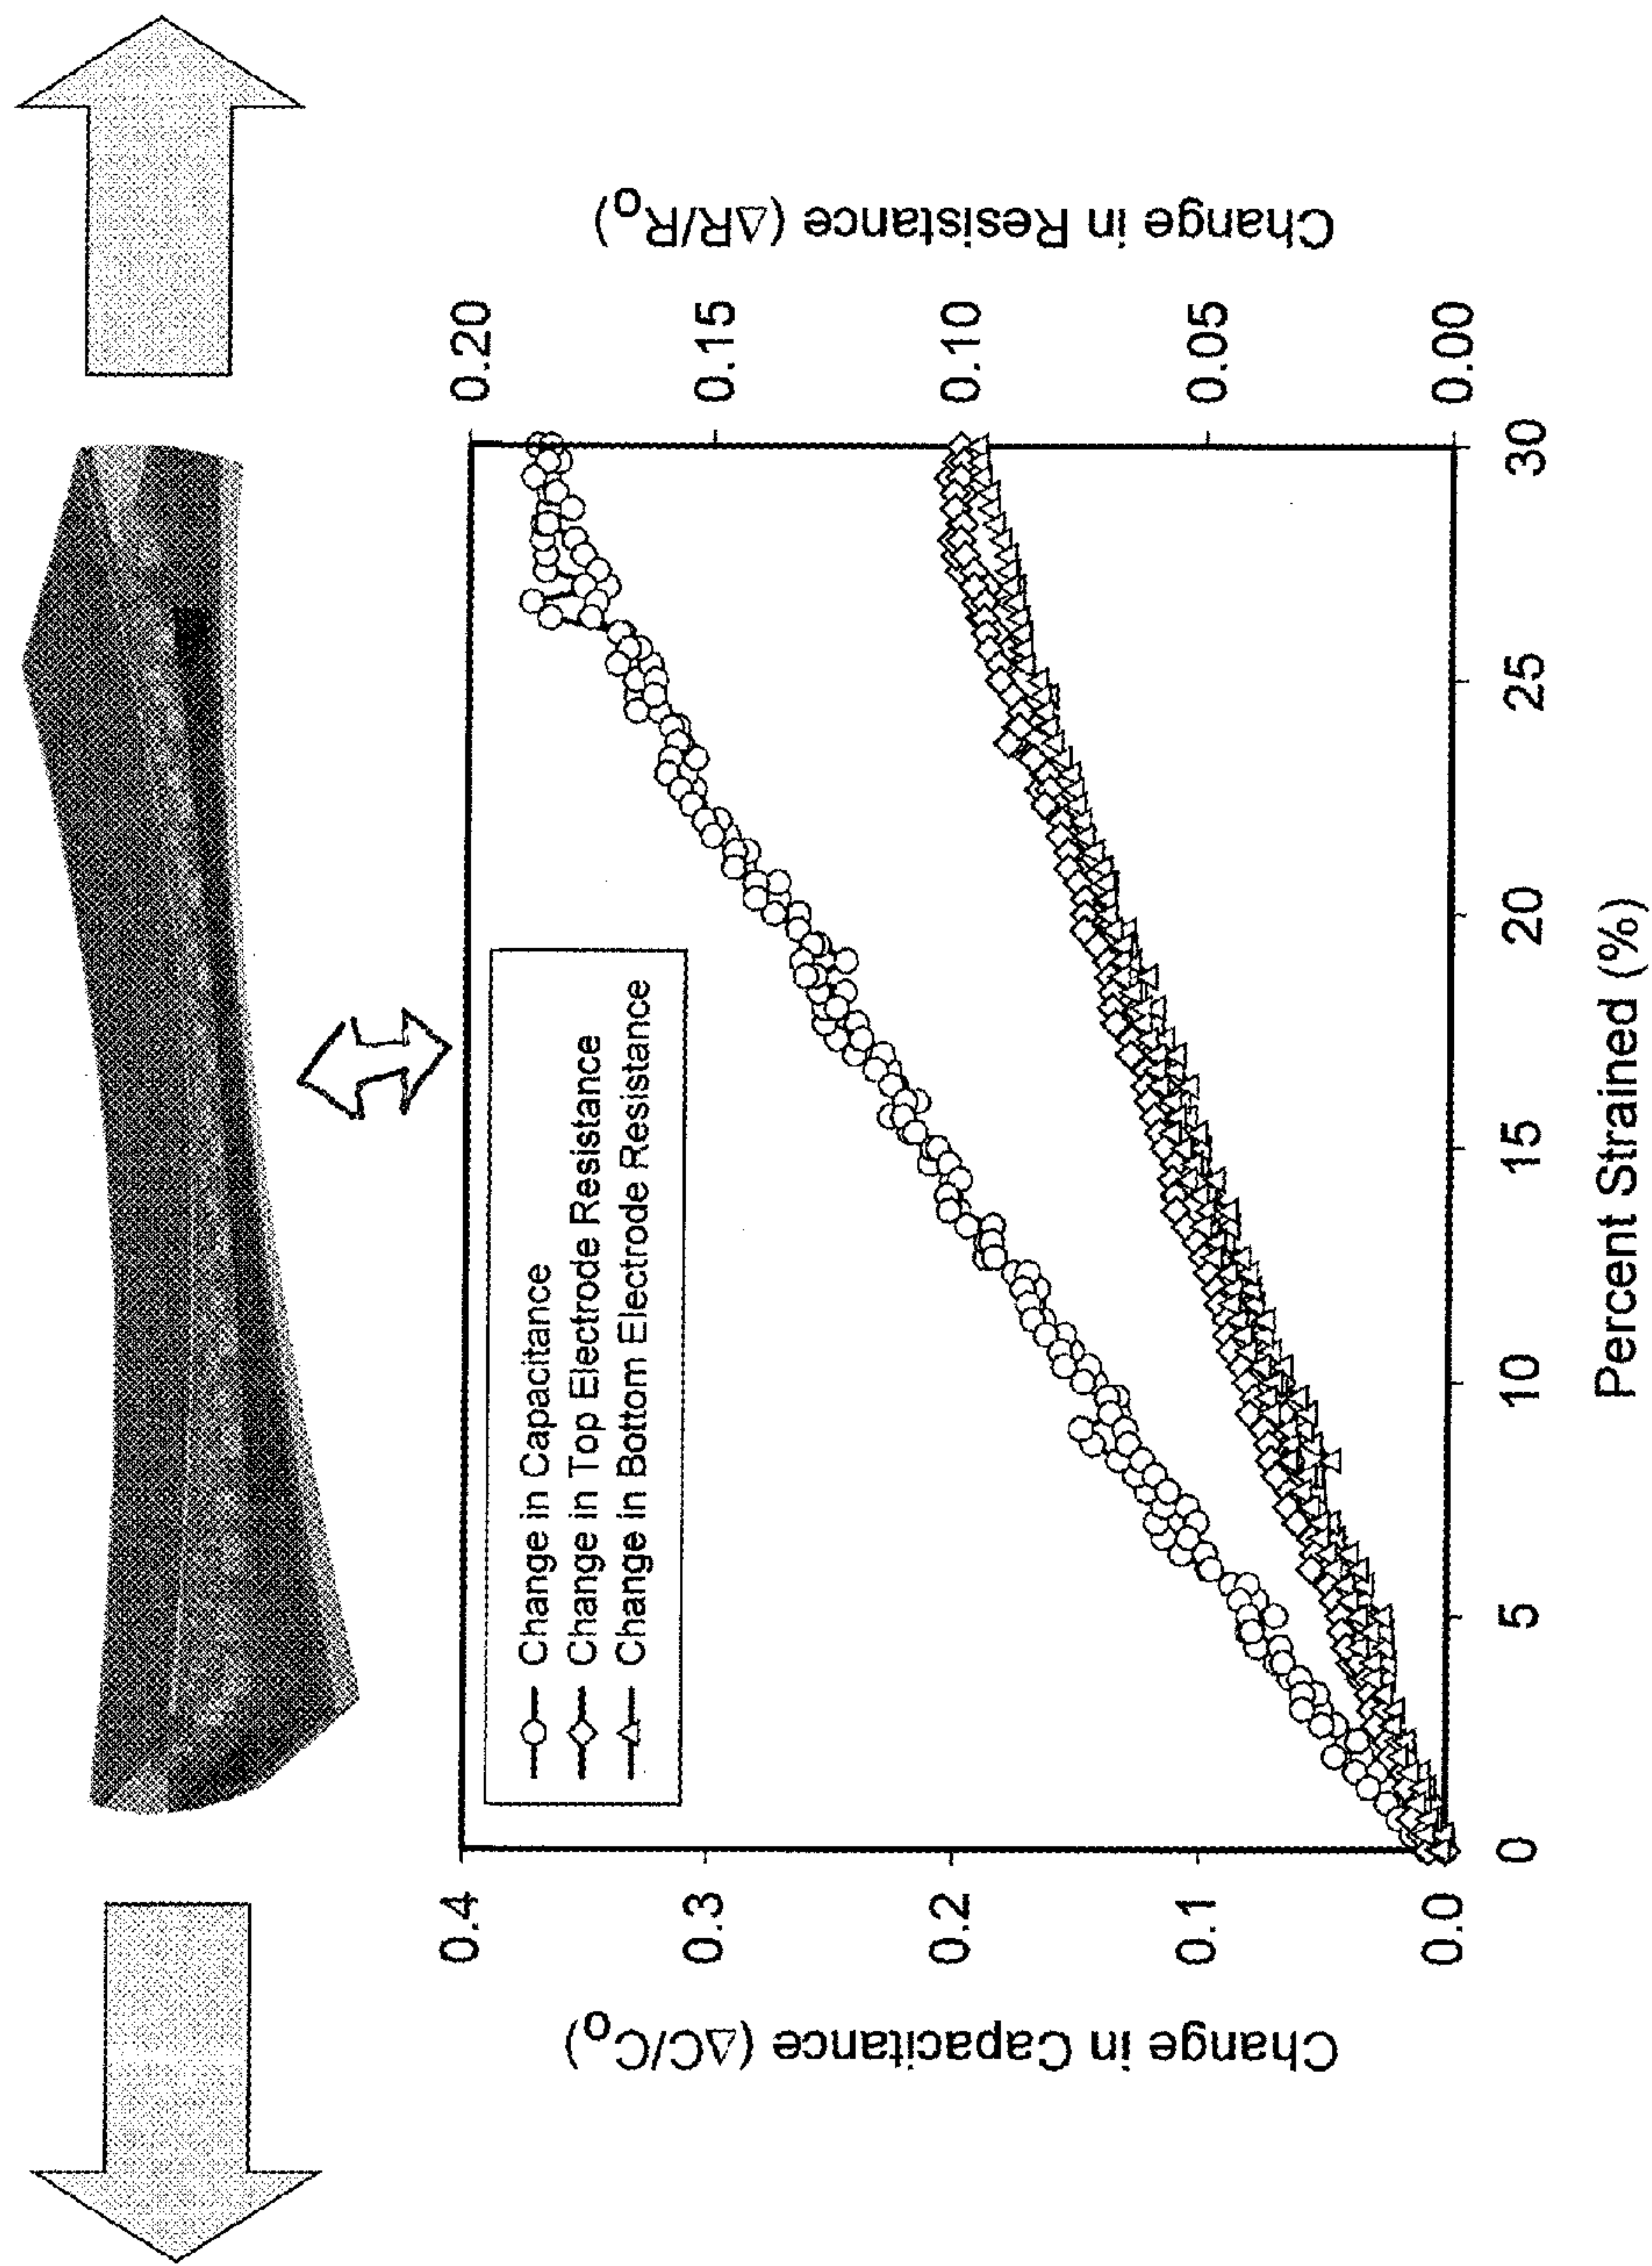 Change in Capacitance
Change in Top Electrode Resistance
Change in Bottom Electrode Resistance
Change in Capacitance (ΔC/Co)
0.4
0.3
0.2
0.1
0.0
Change in Resistance (ΔR/Ro)
0.20
0.15
0.10
0.05
0.00
0 5 10 15 20 25 30
Percent Strained (%)